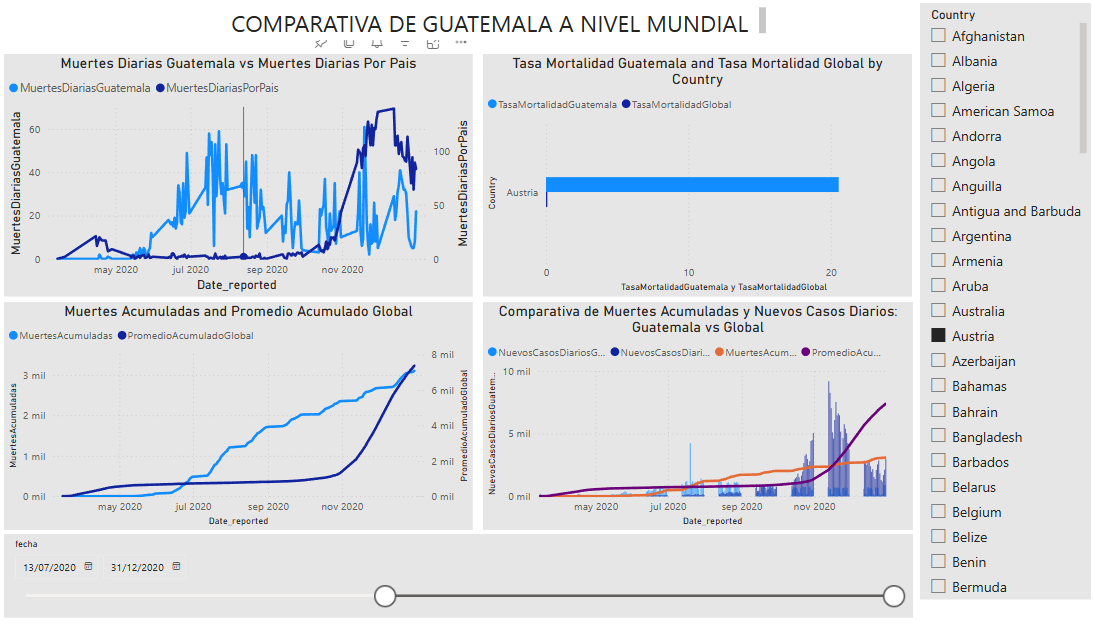 COMPARATIVA DE GUATEMALA A NIVEL MUNDIAL
Muertes Diarias Guatemala vs Muertes Diarias Por Pais
MuertesDiariasGuatemala MuertesDiariasPorPais
MuertesDiariasGuatemala
60
40
20
0
100
50
0
MuertesDiariasPorPais
may 2020 jul 2020 sep 2020 nov 2020
Date_reported
Tasa Mortalidad Guatemala and Tasa Mortalidad Global by
Country
TasaMortalidadGuatemala TasaMortalidadGlobal
Country
Austria
0 10 20
TasaMortalidadGuatemala y TasaMortalidadGlobal
Muertes Acumuladas and Promedio Acumulado Global
MuertesAcumuladas PromedioAcumuladoGlobal
MuertesAcumuladas
3 mil
2 mil
1 mil
0 mil
8 mil
6 mil
4 mil
2 mil
0 mil
PromedioAcumuladoGlobal
may 2020 jul 2020 sep 2020 nov 2020
Date_reported
Comparativa de Muertes Acumuladas y Nuevos Casos Diarios:
Guatemala vs Global
NuevosCasosDiariosG... NuevosCasosDiari... MuertesAcum... PromedioAcu...
NuevosCasosDiariosGuatem...
10 mil
5 mil
0 mil
may 2020 jul 2020 sep 2020 nov 2020
Date_reported
fecha
13/07/2020 31/12/2020
Country
Afghanistan
Albania
Algeria
American Samoa
Andorra
Angola
Anguilla
Antigua and Barbuda
Argentina
Armenia
Aruba
Australia
Austria
Azerbaijan
Bahamas
Bahrain
Bangladesh
Barbados
Belarus
Belgium
Belize
Benin
Bermuda